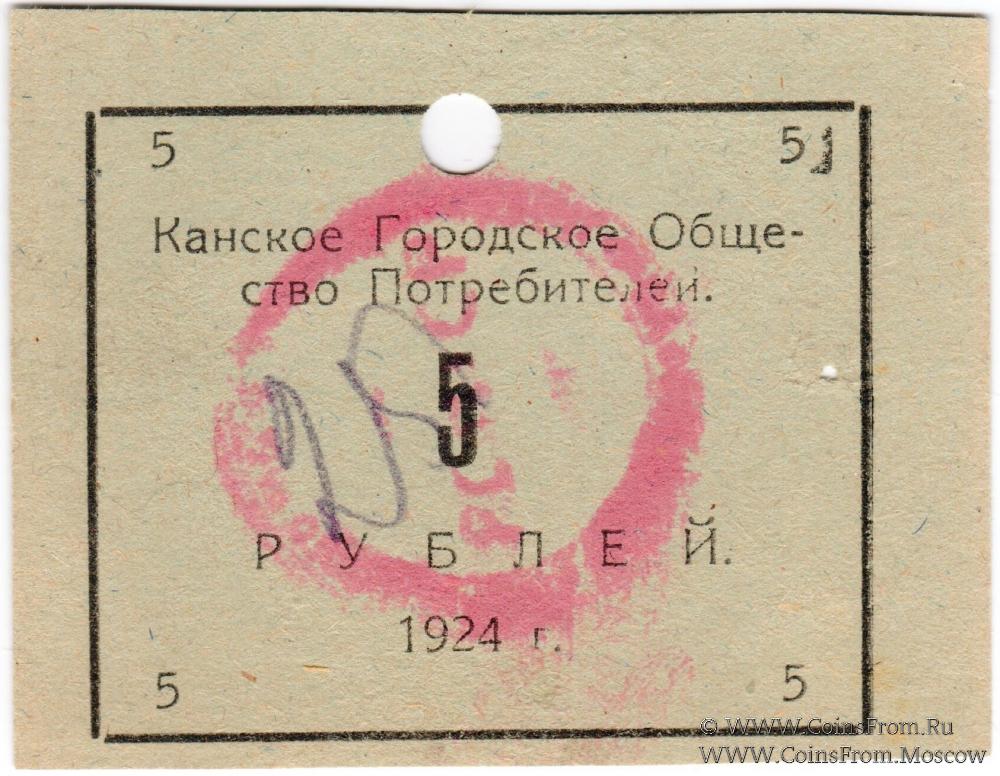 5 5
Канское Городское Обще-
ство Потребителей.
5
РУБЛЕЙ.
1924 г.
5 5
© WWW.CoinsFrom.Ru
WWW.CoinsFrom.Moscow